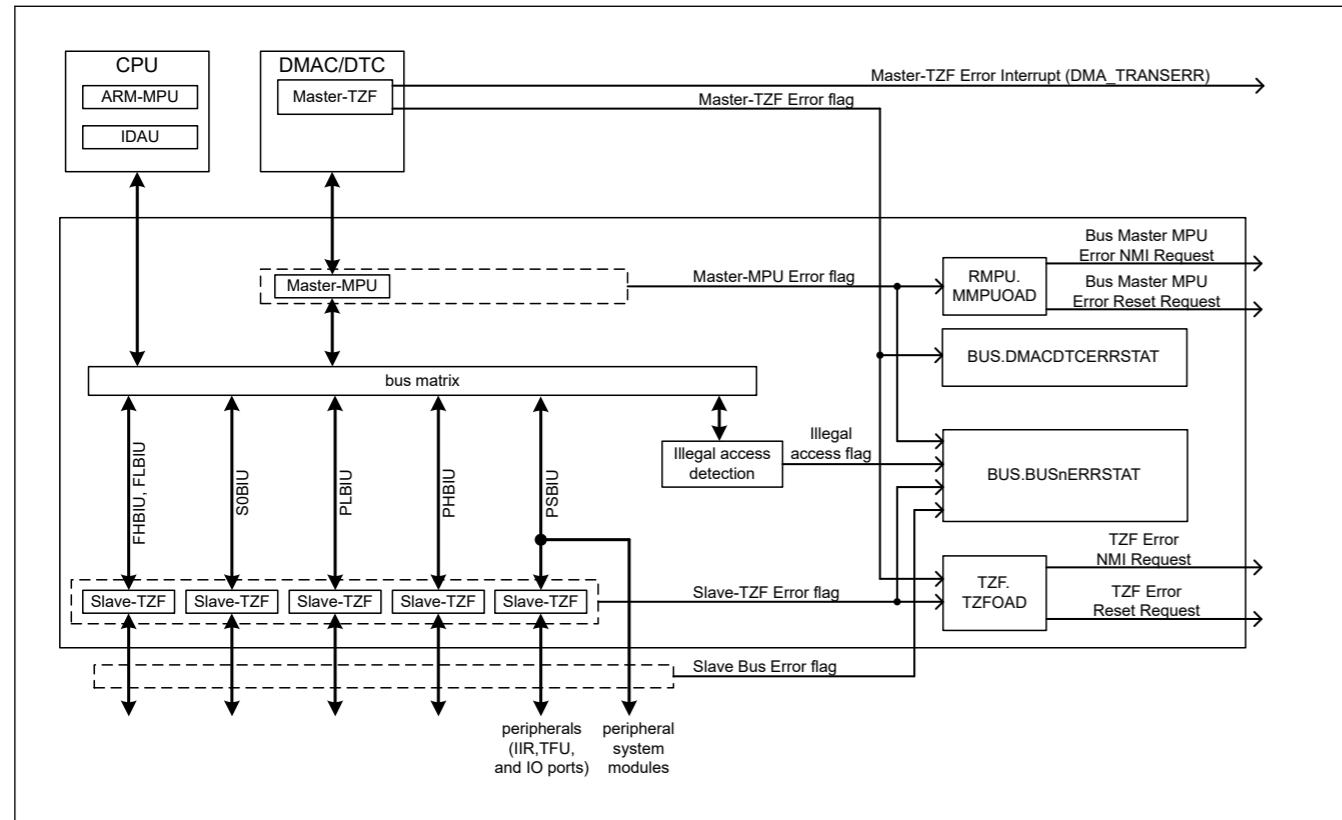 CPU
ARM-MPU
IDAU
DMAC/DTC
Master-TZF
Master-TZF Error Interrupt (DMA_TRANSERR)
Master-TZF Error flag
Master-MPU
Master-MPU Error flag
RMPU.
MMPUOAD
Bus Master MPU
Error NMI Request
Bus Master MPU
Error Reset Request
BUS.DMACDTCERRSTAT
bus matrix
FHBIU, FLBIU
S0BIU
PLBIU
PHBIU
PSBIU
Illegal access
detection
Illegal
access flag
BUS.BUSnERRSTAT
Slave-TZF
Slave-TZF
Slave-TZF
Slave-TZF
Slave-TZF
Slave-TZF Error flag
TZF.
TZFOAD
TZF Error
NMI Request
TZF Error
Reset Request
Slave Bus Error flag
peripherals
(IIR,TFU,
and IO ports)
peripheral
system
modules